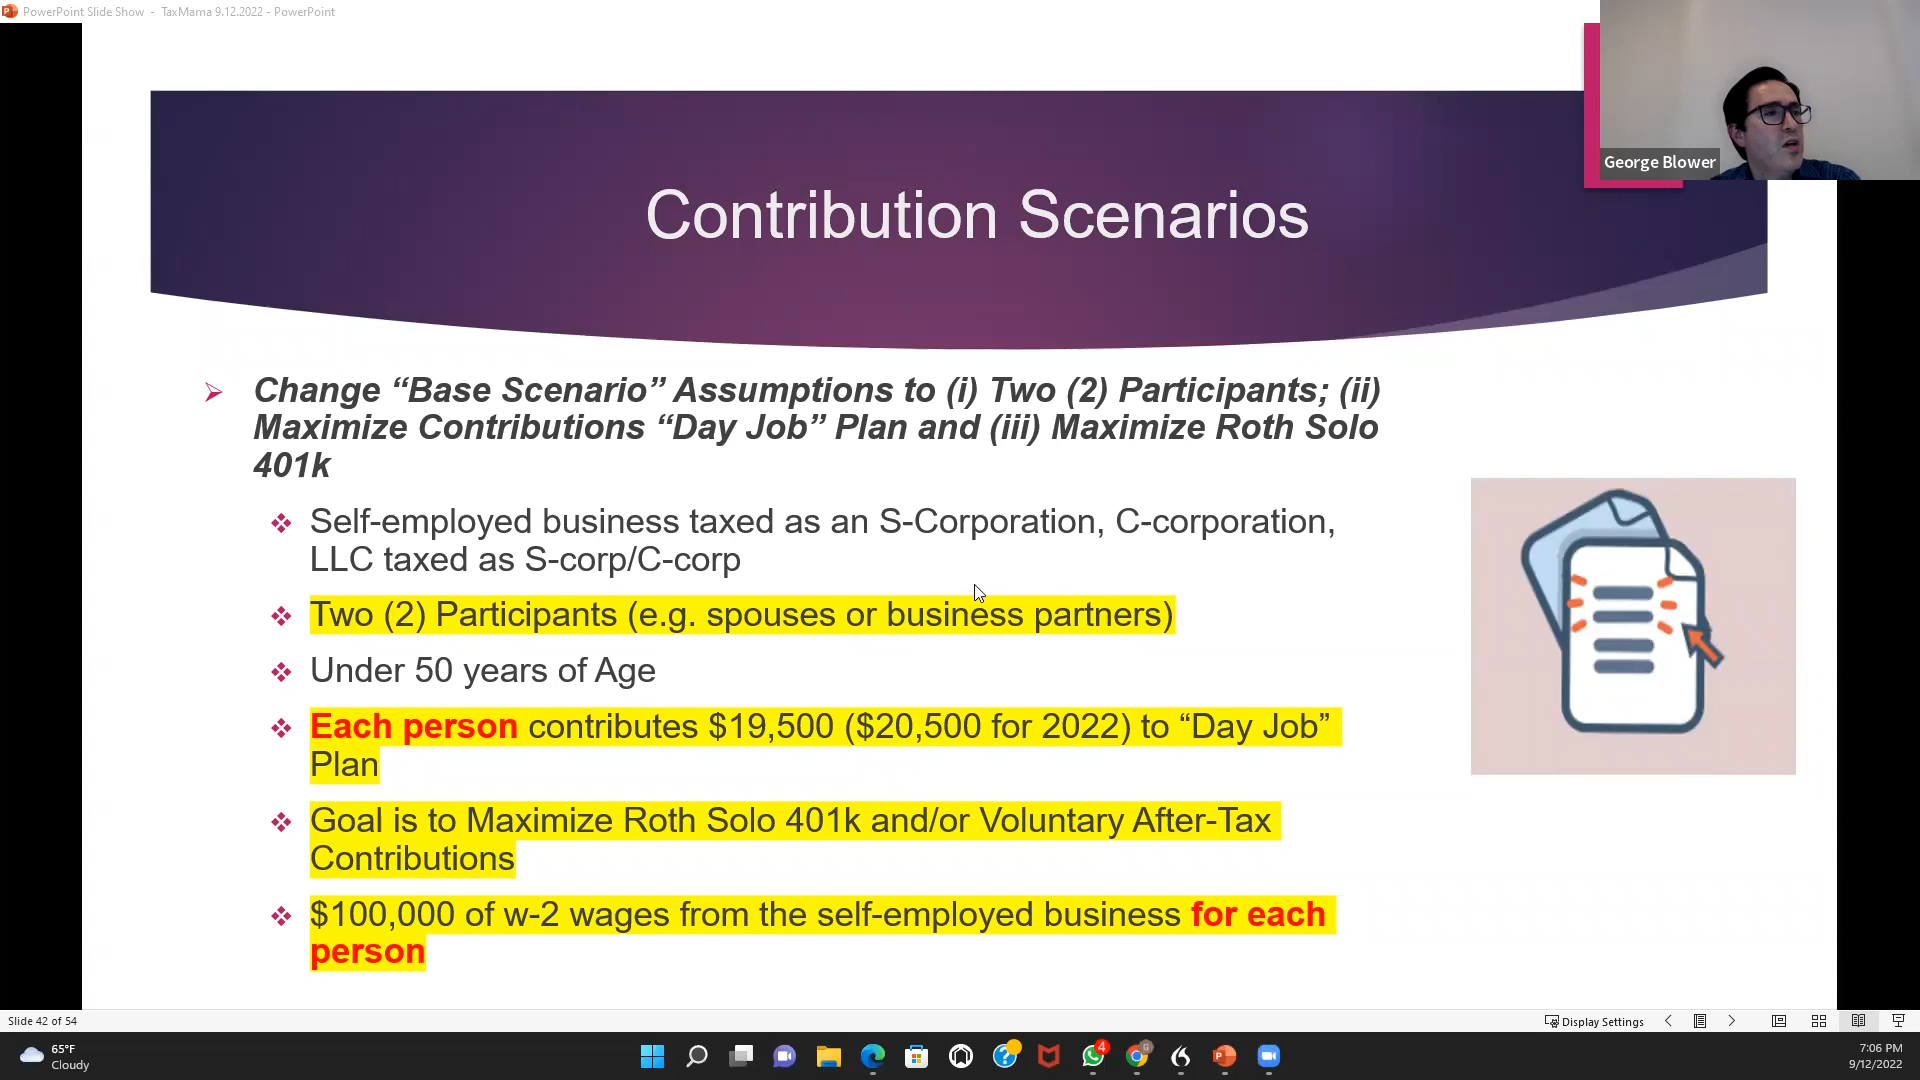 PowerPoint Slide Show - TaxMama 9.12.2022 - PowerPoint
George Blower
Contribution Scenarios
Change “Base Scenario” Assumptions to (i) Two (2) Participants; (ii)
Maximize Contributions “Day Job” Plan and (iii) Maximize Roth Solo
401k
Self-employed business taxed as an S-Corporation, C-corporation,
LLC taxed as S-corp/C-corp
Two (2) Participants (e.g. spouses or business partners)
Under 50 years of Age
Each person contributes $19,500 ($20,500 for 2022) to “Day Job”
Plan
Goal is to Maximize Roth Solo 401k and/or Voluntary After-Tax
Contributions
$100,000 of w-2 wages from the self-employed business for each
person
Slide 42 of 54
Display Settings
65°F
Cloudy
4
G
7:06 PM
9/12/2022